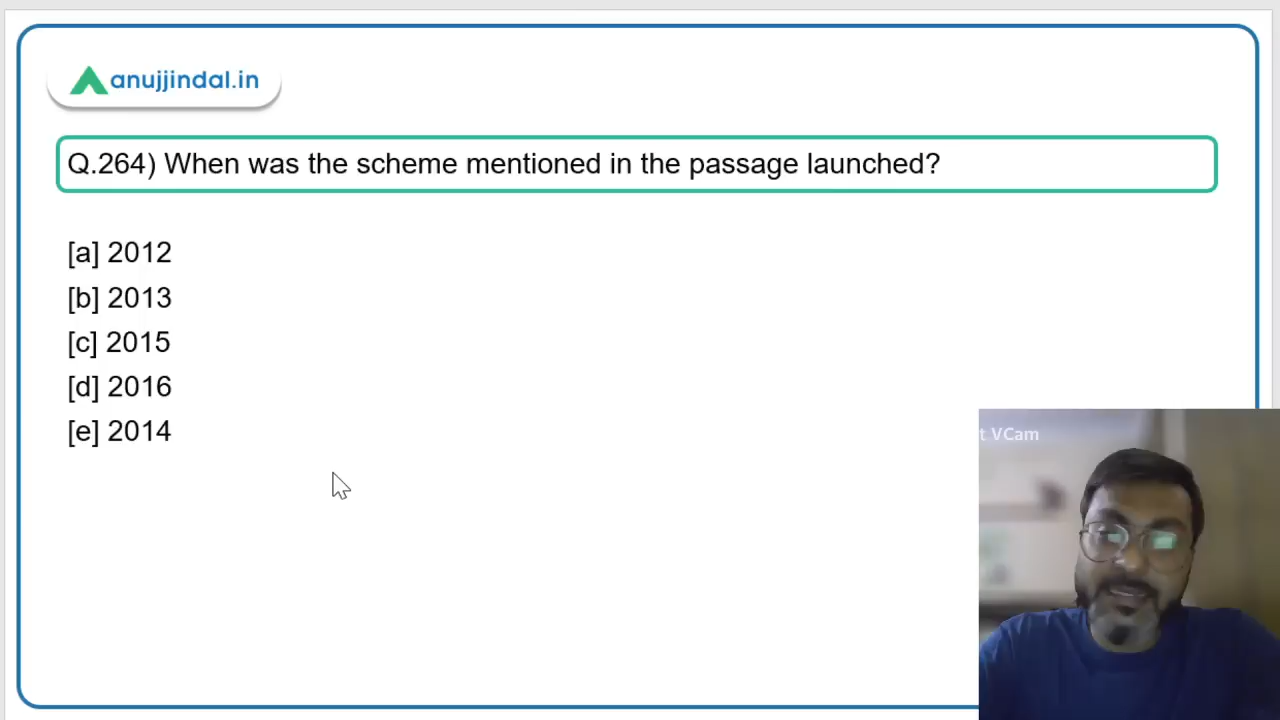 anujjindal.in
Q.264) When was the scheme mentioned in the passage launched?
[a] 2012
[b] 2013
[c] 2015
[d] 2016
[e] 2014
t VCam